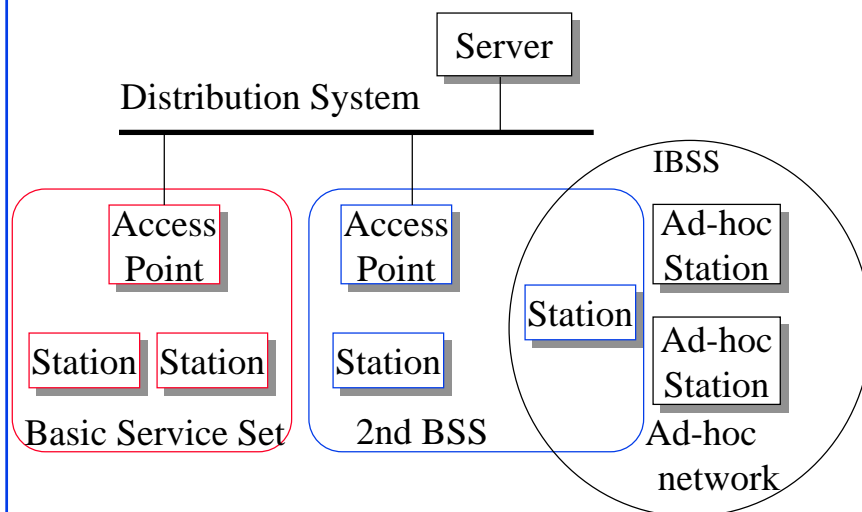 Server
Distribution System
IBSS
Access
Point
Access
Point
Ad-hoc
Station
Station
Ad-hoc
Station
Station
Station
Station
Basic Service Set
2nd BSS
Ad-hoc
network